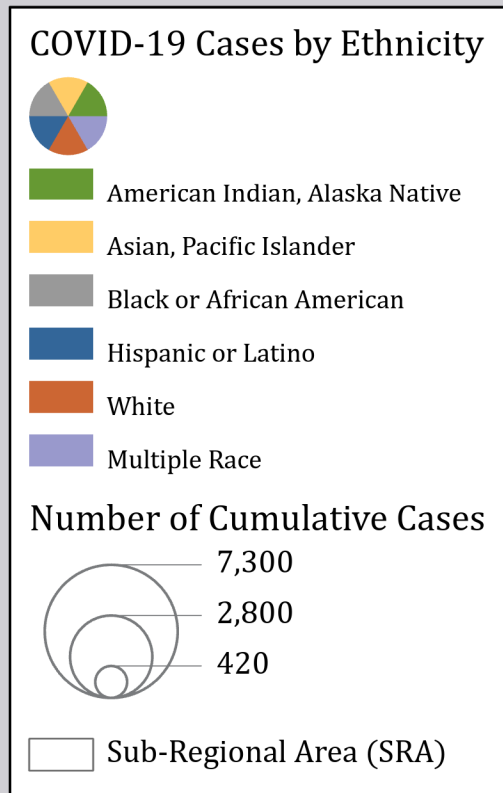 COVID-19 Cases by Ethnicity
American Indian, Alaska Native
Asian, Pacific Islander
Black or African American
Hispanic or Latino
White
Multiple Race
Number of Cumulative Cases
7,300
2,800
420
Sub-Regional Area (SRA)